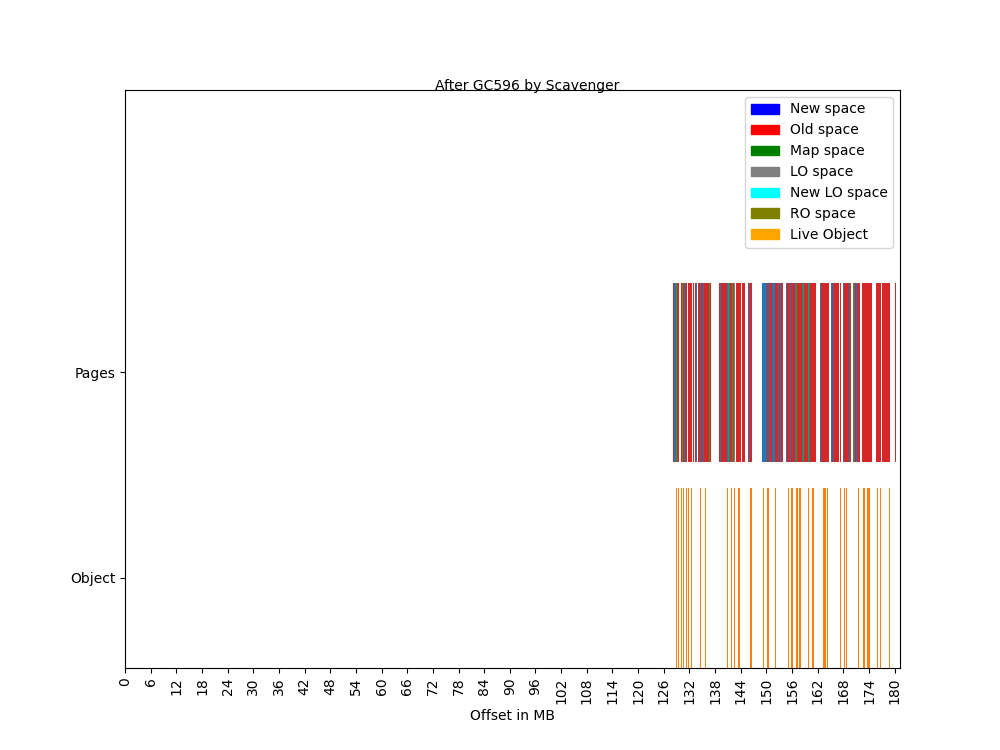 After GC596 by Scavenger
New space
Old space
Map space
LO space
New LO space
RO space
Live Object
Pages
Object
0 6 12 18 24 30 36 42 48 54 60 66 72 78 84 90 96 102 108 114 120 126 132 138 144 150 156 162 168 174 180
Offset in MB